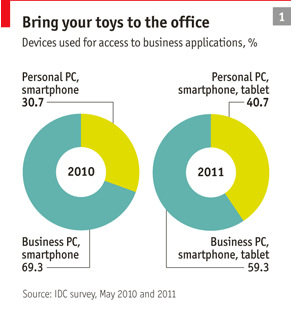 1
Bring your toys to the office
Devices used for access to business applications, %
Personal PC,
smartphone
30.7
Personal PC,
smartphone, tablet
40.7
2010
2011
Business PC,
smartphone
69.3
Business PC,
smartphone, tablet
59.3
Source: IDC survey, May 2010 and 2011